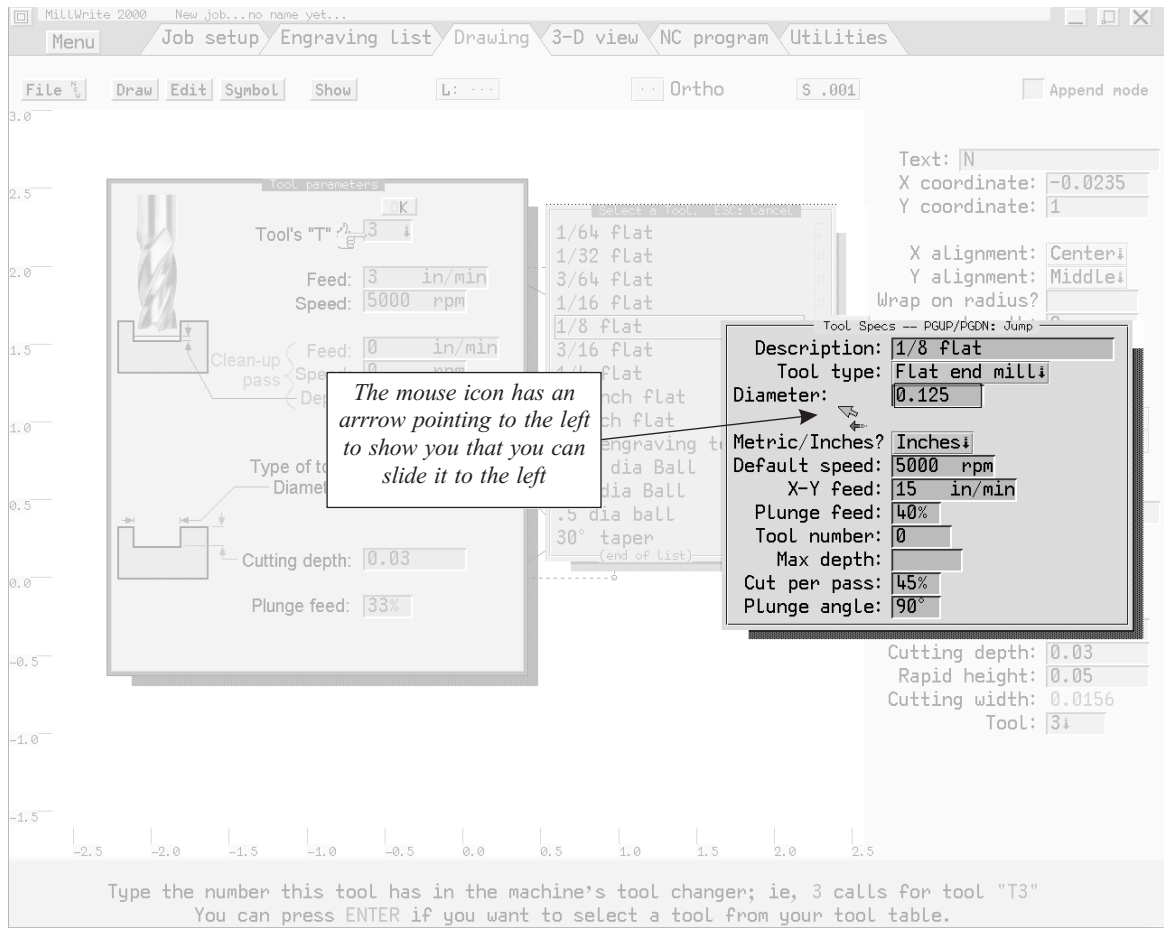 MillWrite 2000 New job...no name yet...
Menu Job setup Engraving List Drawing 3-D view NC program Utilities
File Draw Edit Symbol Show L: --- Ortho S .001 Append mode
3.0
2.5
2.0
1.5
1.0
0.5
0.0
-0.5
-1.0
-1.5
-2.5 -2.0 -1.5 -1.0 -0.5 0.0 0.5 1.0 1.5 2.0 2.5
Tool parameters
OK
Tool's "T" 3
Feed: 3 in/min
Speed: 5000 rpm
Clean-up
pass
Feed: 0 in/min
Type of
Cutting depth: 0.03
Plunge feed: 33%
Select a Tool. ESC: Cancel
1/64 flat
1/32 flat
3/64 flat
1/16 flat
1/8 flat
3/16 flat
flat
flat
flat
engraving
dia Ball
dia Ball
.5 dia ball
30° taper
(end of list)
The mouse icon has an
arrrow pointing to the left
to show you that you can
slide it to the left
Text: N
X coordinate: -0.0235
Y coordinate: 1
X alignment: Center
Y alignment: Middle
Wrap on radius?
Tool Specs -- PGUP/PGDN: Jump
Description: 1/8 flat
Tool type: Flat end mill
Diameter: 0.125
Metric/Inches? Inches
Default speed: 5000 rpm
X-Y feed: 15 in/min
Plunge feed: 40%
Tool number: 0
Max depth:
Cut per pass: 45%
Plunge angle: 90°
Cutting depth: 0.03
Rapid height: 0.05
Cutting width: 0.0156
Tool: 3
Type the number this tool has in the machine's tool changer; ie, 3 calls for tool "T3"
You can press ENTER if you want to select a tool from your tool table.